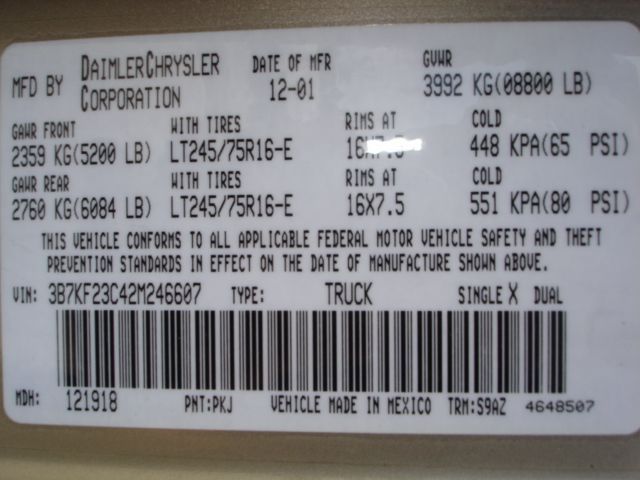 MFD BY DAIMLERCHRYSLER CORPORATION DATE OF MFR 12-01 GVWR 3992 KG(08800 LB)
GAWR FRONT WITH TIRES RIMS AT COLD
2359 KG(5200 LB) LT245/75R16-E 448 KPA(65 PSI)
GAWR REAR WITH TIRES RIMS AT COLD
2760 KG(6084 LB) LT245/75R16-E 16X7.5 551 KPA(80 PSI)
THIS VEHICLE CONFORMS TO ALL APPLICABLE FEDERAL MOTOR VEHICLE SAFETY AND THEFT
PREVENTION STANDARDS IN EFFECT ON THE DATE OF MANUFACTURE SHOWN ABOVE.
VIN: 3B7KF23C42M246607 TYPE: TRUCK SINGLE X DUAL
MDH: 121918 PNT:PKJ VEHICLE MADE IN MEXICO TRM:S9AZ 4648507